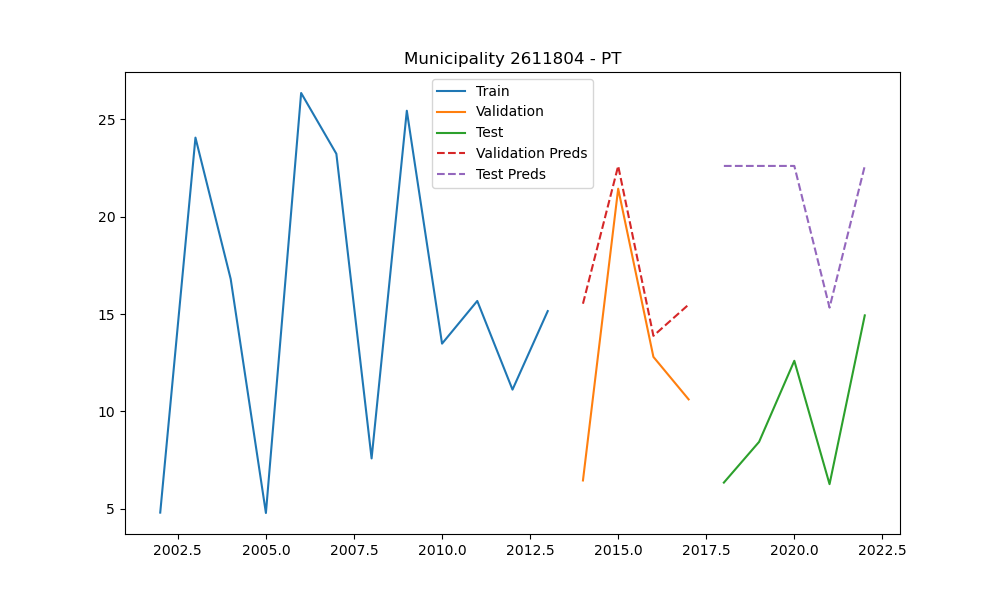 Municipality 2611804 - PT
Train
Validation
Test
Validation Preds
Test Preds
25
20
15
10
5
2002.5 2005.0 2007.5 2010.0 2012.5 2015.0 2017.5 2020.0 2022.5